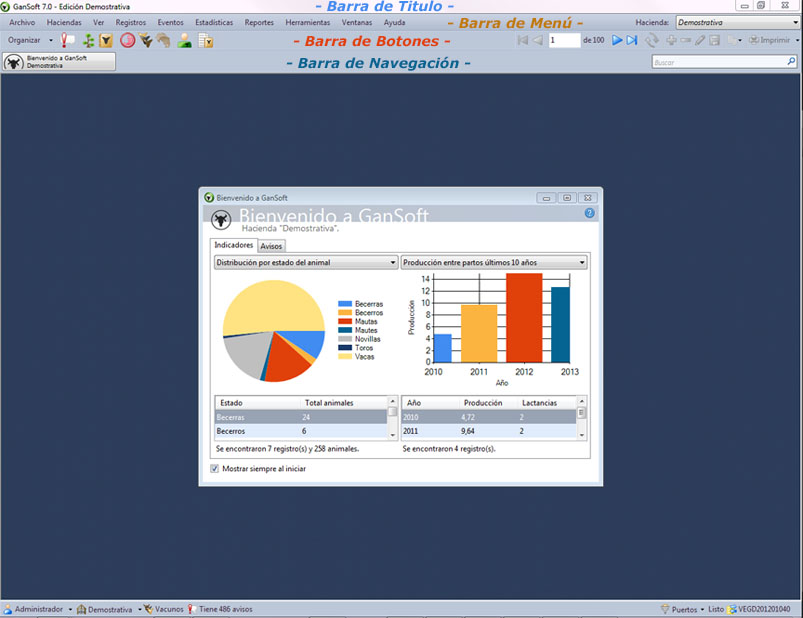 GanSoft 7.0 - Edición Demostrativa
- Barra de Titulo -
Archivo Haciendas Ver Registros Eventos Estadísticas Reportes Herramientas Ventanas Ayuda
- Barra de Menú -
Hacienda: Demostrativa
Organizar
- Barra de Botones -
1 de 100
Imprimir
Bienvenido a GanSoft
Demostrativa
- Barra de Navegación -
Buscar
Bienvenido a GanSoft
Bienvenido a GanSoft
Hacienda "Demostrativa".
Indicadores Avisos
Distribución por estado del animal
Producción entre partos últimos 10 años
Becerras
Becerros
Mautas
Mautes
Novillas
Toros
Vacas
Producción
14
12
10
8
6
4
2
0
2010 2011 2012 2013
Año
Estado Total animales
Becerras 24
Becerros 6
Se encontraron 7 registro(s) y 258 animales.
Año Producción Lactancias
2010 4,72 2
2011 9,64 2
Se encontraron 4 registro(s).
Mostrar siempre al iniciar
Administrador Demostrativa Vacunos Tiene 486 avisos
Puertos Listo VEGD201201040